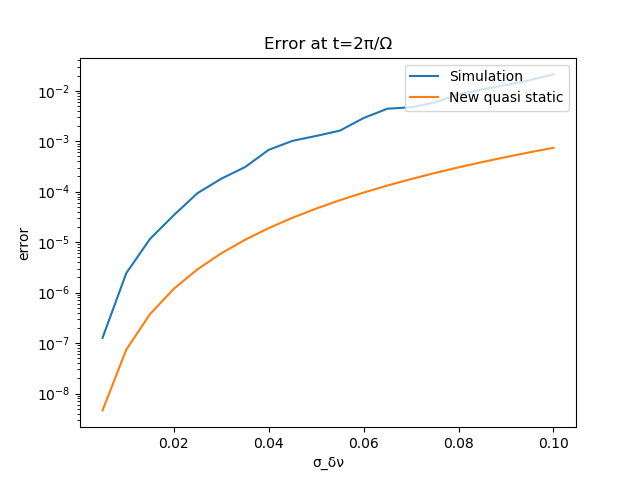 Error at t=2π/Ω
Simulation
New quasi static
10⁻²
10⁻³
10⁻⁴
10⁻⁵
10⁻⁶
10⁻⁷
10⁻⁸
error
0.02 0.04 0.06 0.08 0.10
σ_δν